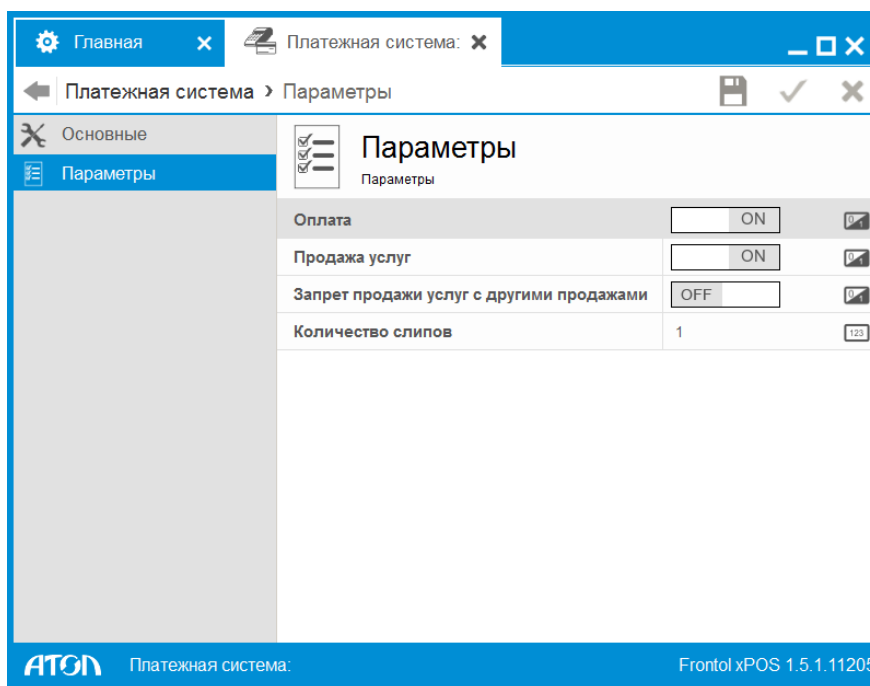 Главная
Платежная система:
Платежная система › Параметры
Основные
Параметры
Параметры
Параметры
Оплата ON
Продажа услуг ON
Запрет продажи услуг с другими продажами OFF
Количество слипов 1 123
АТОЛ Платежная система: Frontol xPOS 1.5.1.11205